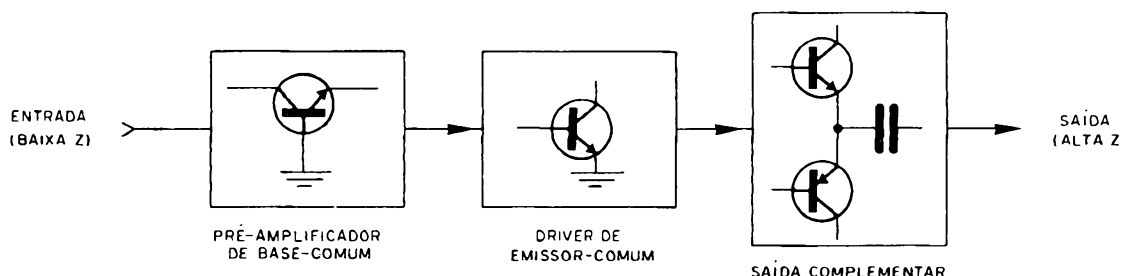 ENTRADA
(BAIXA Z)
PRÉ-AMPLIFICADOR
DE BASE-COMUM
DRIVER DE
EMISSOR-COMUM
SAÍDA COMPLEMENTAR
SAÍDA
(ALTA Z